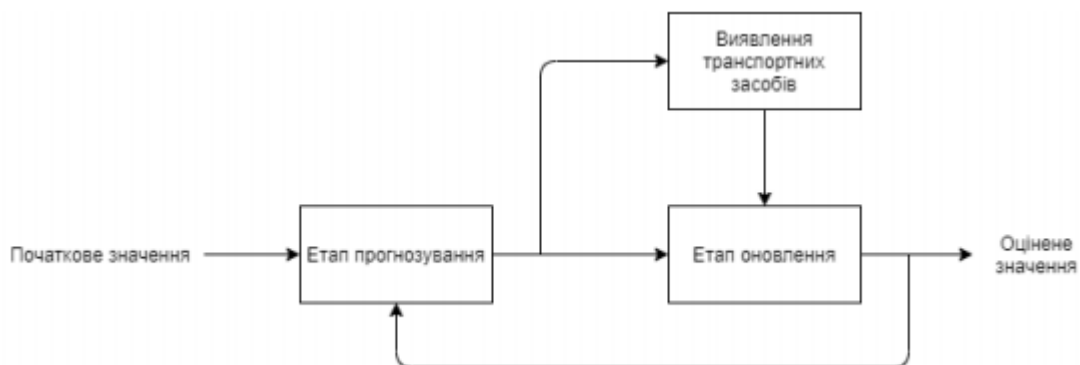 Виявлення
транспортних
засобів
Початкове значення
Етап прогнозування
Етап оновлення
Оцінене
значення